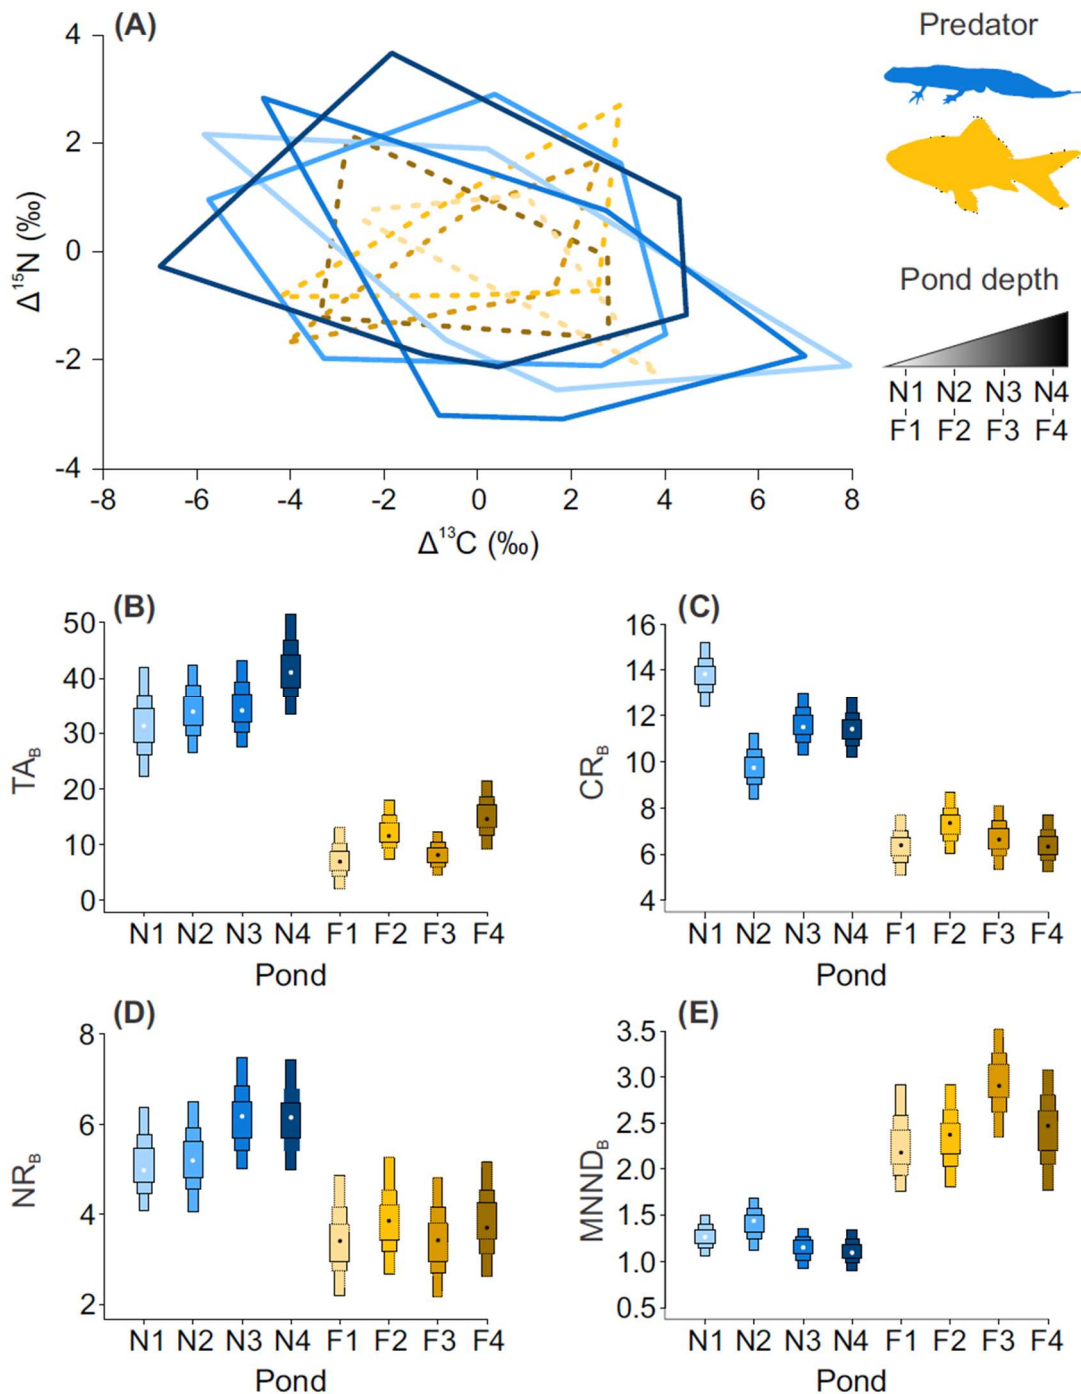 (A)
Predator
4
2
0
-2
-4
Δ¹⁵N (‰)
-8 -6 -4 -2 0 2 4 6 8
Δ¹³C (‰)
Pond depth
N1 N2 N3 N4
F1 F2 F3 F4
(B)
50
40
30
20
10
0
TA_B
N1 N2 N3 N4 F1 F2 F3 F4
Pond
(C)
16
14
12
10
8
6
4
CR_B
N1 N2 N3 N4 F1 F2 F3 F4
Pond
(D)
8
6
4
2
NR_B
N1 N2 N3 N4 F1 F2 F3 F4
Pond
(E)
3.5
3.0
2.5
2.0
1.5
1.0
0.5
MNND_B
N1 N2 N3 N4 F1 F2 F3 F4
Pond